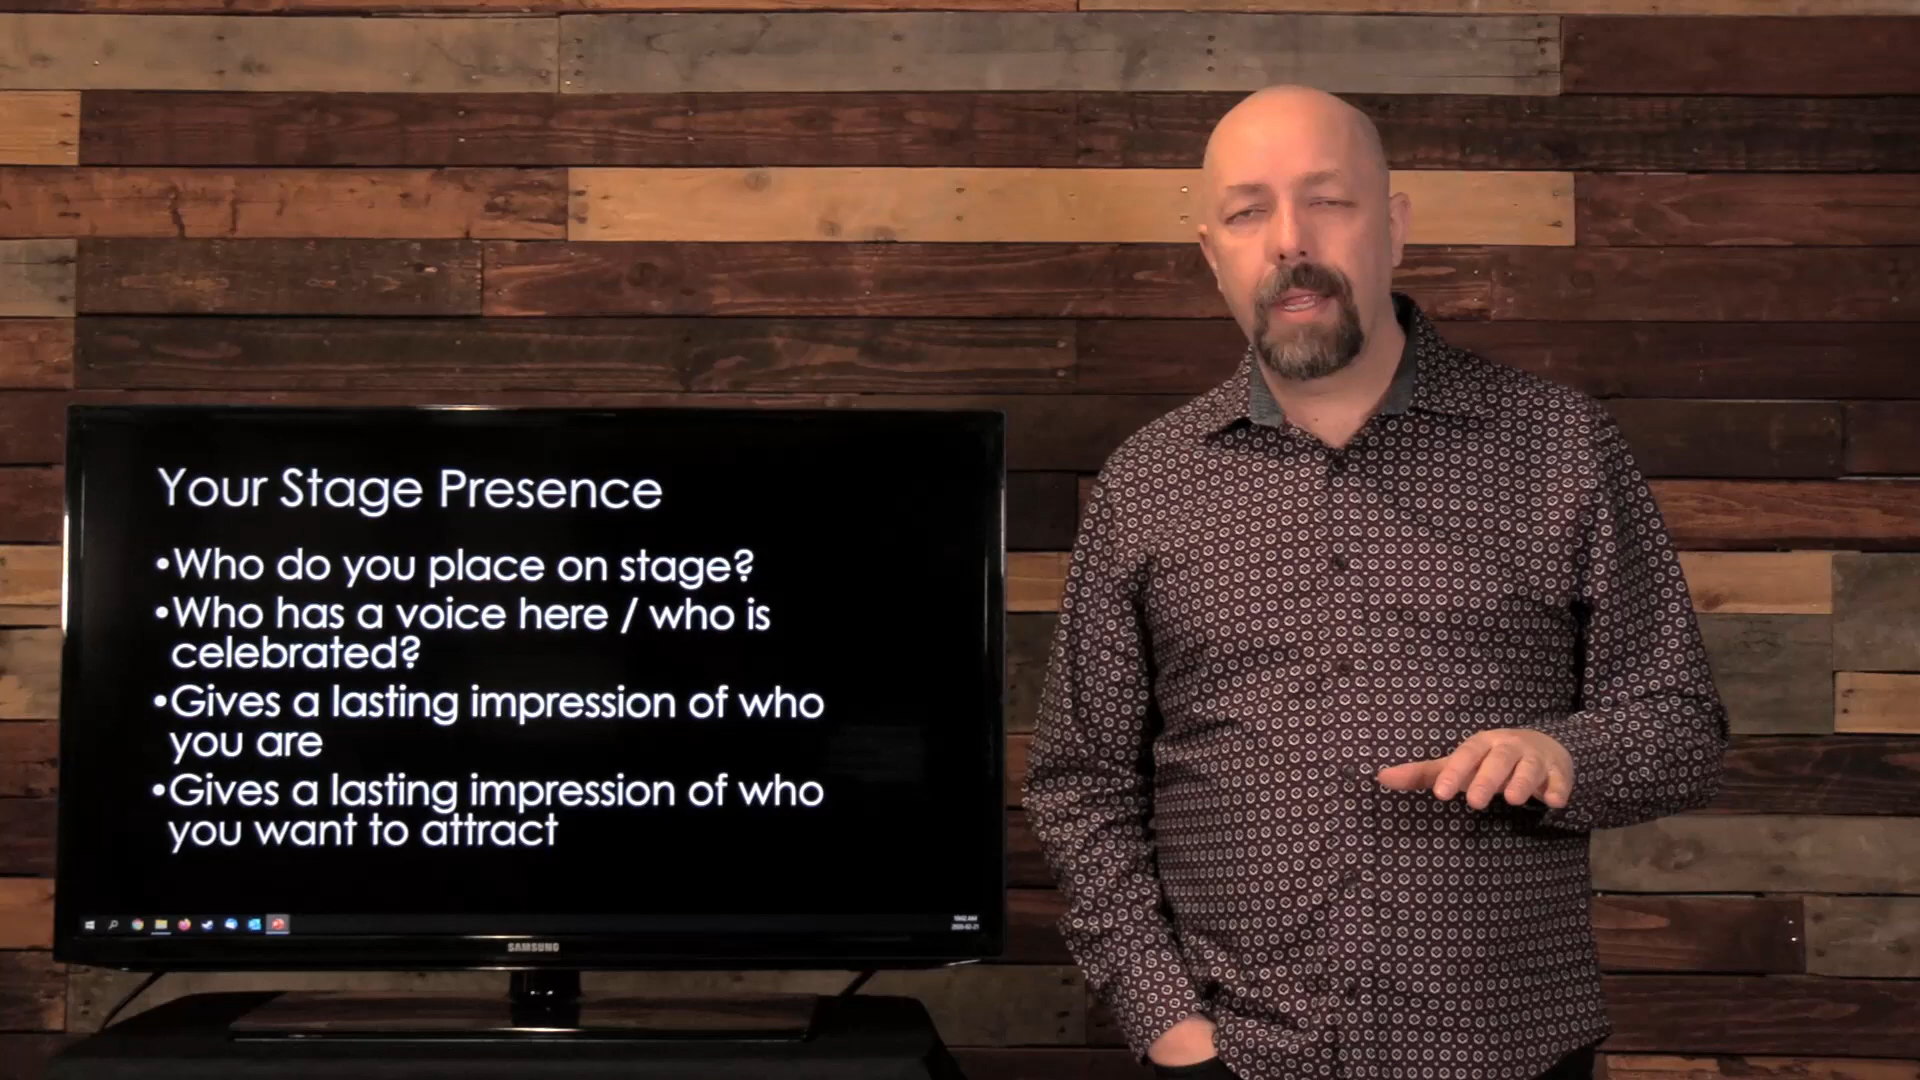 Your Stage Presence
•Who do you place on stage?
•Who has a voice here / who is
celebrated?
•Gives a lasting impression of who
you are
•Gives a lasting impression of who
you want to attract
SAMSUNG